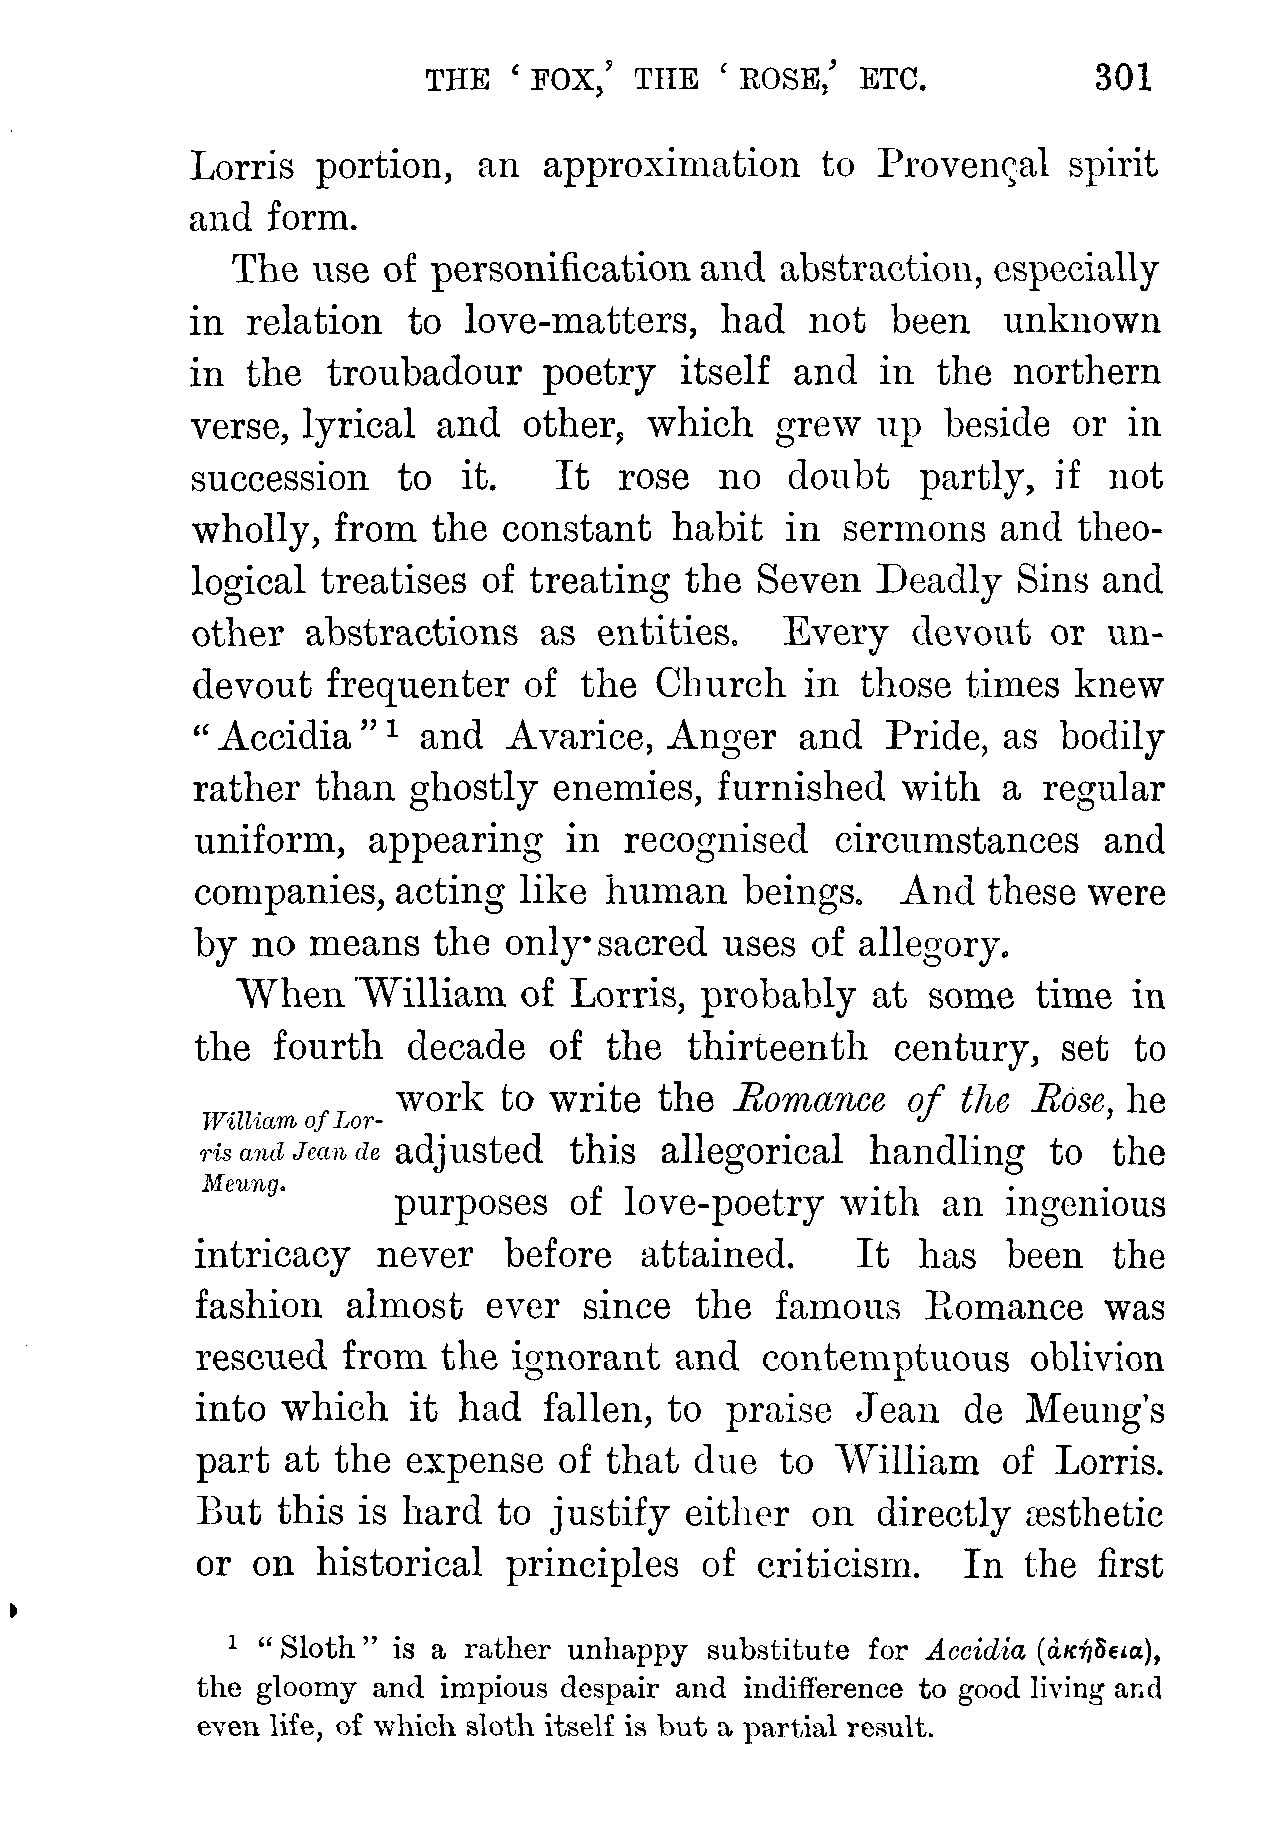 THE ‘ FOX,’ THE ‘ ROSE,’ ETC. 301
Lorris portion, an approximation to Provençal spirit
and form.
The use of personification and abstraction, especially
in relation to love-matters, had not been unknown
in the troubadour poetry itself and in the northern
verse, lyrical and other, which grew up beside or in
succession to it. It rose no doubt partly, if not
wholly, from the constant habit in sermons and theo-
logical treatises of treating the Seven Deadly Sins and
other abstractions as entities. Every devout or un-
devout frequenter of the Church in those times knew
“ Accidia ” ¹ and Avarice, Anger and Pride, as bodily
rather than ghostly enemies, furnished with a regular
uniform, appearing in recognised circumstances and
companies, acting like human beings. And these were
by no means the only sacred uses of allegory.
When William of Lorris, probably at some time in
the fourth decade of the thirteenth century, set to
work to write the Romance of the Rose, he
William of Lor-
ris and Jean de
Meung.
adjusted this allegorical handling to the
purposes of love-poetry with an ingenious
intricacy never before attained. It has been the
fashion almost ever since the famous Romance was
rescued from the ignorant and contemptuous oblivion
into which it had fallen, to praise Jean de Meung’s
part at the expense of that due to William of Lorris.
But this is hard to justify either on directly æsthetic
or on historical principles of criticism. In the first
¹ “ Sloth ” is a rather unhappy substitute for Accidia (ἀκήδεια),
the gloomy and impious despair and indifference to good living and
even life, of which sloth itself is but a partial result.